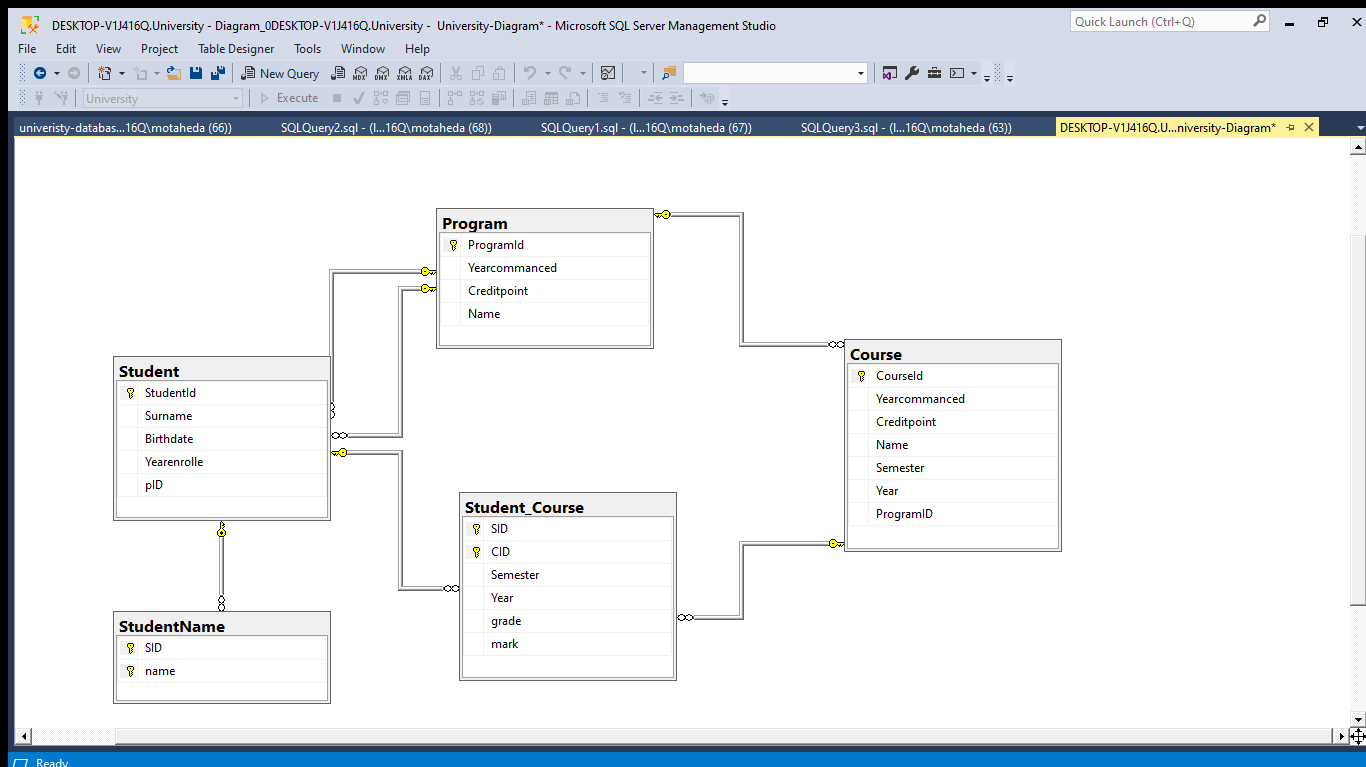 DESKTOP-V1J416Q.University - Diagram_0DESKTOP-V1J416Q.University - University-Diagram* - Microsoft SQL Server Management Studio
Quick Launch (Ctrl+Q)
File Edit View Project Table Designer Tools Window Help
New Query MDX DMX XMLA DAX
University Execute
univeristy-databas...16Q\motaheda (66)) SQLQuery2.sql - (l...16Q\motaheda (68)) SQLQuery1.sql - (l...16Q\motaheda (67)) SQLQuery3.sql - (l...16Q\motaheda (63)) DESKTOP-V1J416Q.U...niversity-Diagram*
Program
ProgramId
Yearcommanced
Creditpoint
Name
Student
StudentId
Surname
Birthdate
Yearenrolle
pID
Course
CourseId
Yearcommanced
Creditpoint
Name
Semester
Year
ProgramID
Student_Course
SID
CID
Semester
Year
grade
mark
StudentName
SID
name
Ready